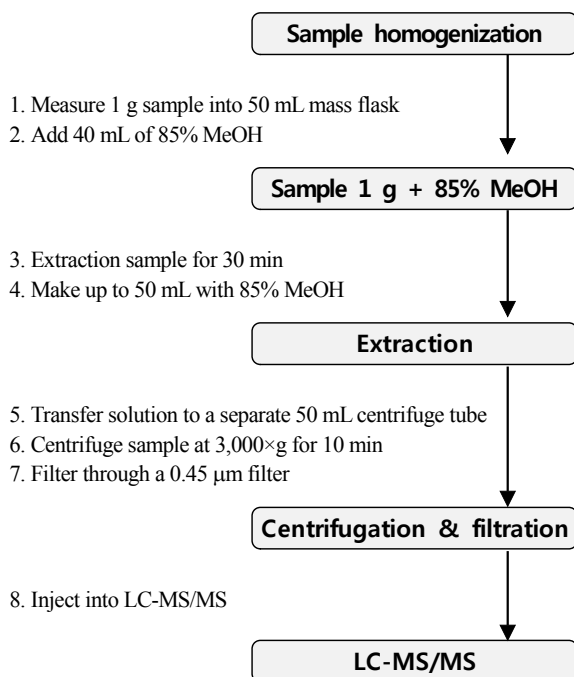 Sample homogenization
1. Measure 1 g sample into 50 mL mass flask
2. Add 40 mL of 85% MeOH
Sample 1 g + 85% MeOH
3. Extraction sample for 30 min
4. Make up to 50 mL with 85% MeOH
Extraction
5. Transfer solution to a separate 50 mL centrifuge tube
6. Centrifuge sample at 3,000×g for 10 min
7. Filter through a 0.45 μm filter
Centrifugation & filtration
8. Inject into LC-MS/MS
LC-MS/MS